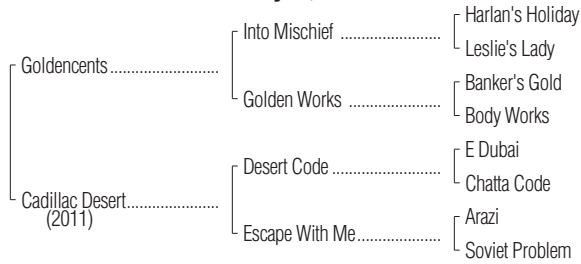 Harlan's Holiday
Into Mischief ....................
Leslie's Lady
Goldencents......................
Banker's Gold
Golden Works ....................
Body Works
E Dubai
Desert Code .....................
Chatta Code
Cadillac Desert...................
(2011)
Arazi
Escape With Me.................
Soviet Problem